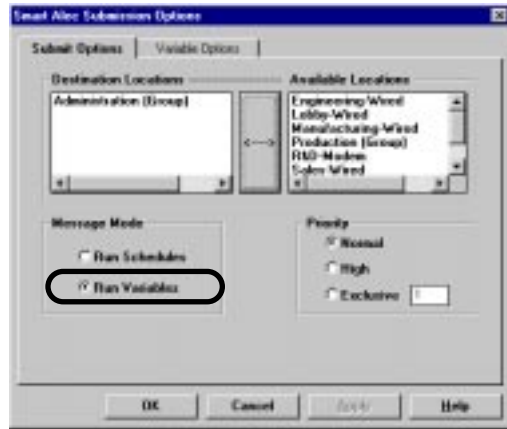 Smart Alec Submission Options
Submit Options
Variable Options
Destination Locations
Administration (Group)
<--->
Available Locations
Engineering-Wired
Lobby-Wired
Manufacturing-Wired
Production (Group)
R&D-Modem
Sales-Wired
Message Mode
Run Schedules
Run Variables
Priority
Normal
High
Exclusive
1
OK
Cancel
Apply
Help